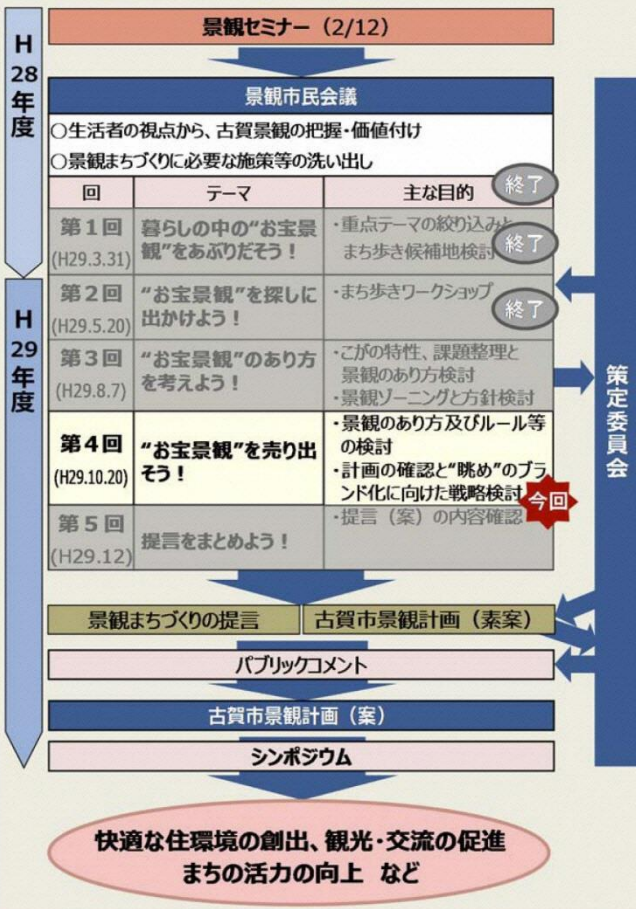 景観セミナー（2/12）
H
28
年
度
景観市民会議
○生活者の視点から、古賀景観の把握・価値付け
○景観まちづくりに必要な施策等の洗い出し
回 テーマ 主な目的
終了
第１回
(H29.3.31)
暮らしの中の“お宝景
観”をあぶりだそう！
・重点テーマの絞り込みと
まち歩き候補地検討
終了
第２回
(H29.5.20)
“お宝景観”を探しに
出かけよう！
・まち歩きワークショップ
終了
H
29
年
度
第３回
(H29.8.7)
“お宝景観”のあり方
を考えよう！
・こがの特性、課題整理と
景観のあり方検討
・景観ゾーニングと方針検討
第４回
(H29.10.20)
“お宝景観”を売り出
そう！
・景観のあり方及びルール等
の検討
・計画の確認と“眺め”のブラ
ンド化に向けた戦略検討
今回
第５回
(H29.12)
提言をまとめよう！
・提言（案）の内容確認
策定委員会
景観まちづくりの提言 古賀市景観計画（素案）
パブリックコメント
古賀市景観計画（案）
シンポジウム
快適な住環境の創出、観光・交流の促進
まちの活力の向上 など